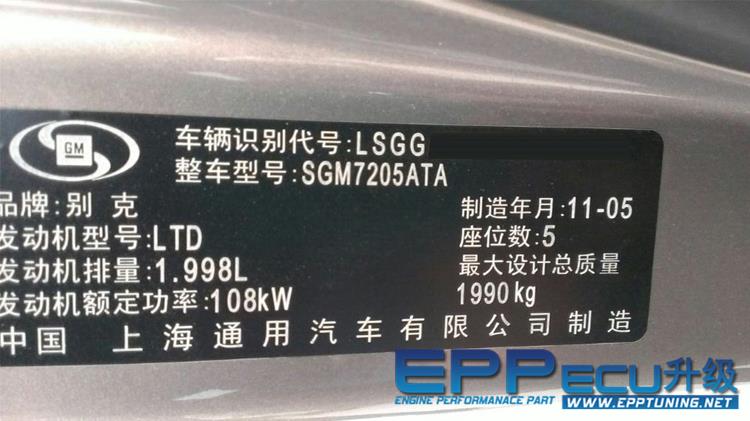 GM
车辆识别代号:LSGG
整车型号:SGM7205ATA
品牌:别克
制造年月:11-05
发动机型号:LTD
座位数:5
发动机排量:1.998L
最大设计总质量
发动机额定功率:108kW
1990kg
中国 上海通用汽车有限公司制造
EPPECU升级
ENGINE PERFORMANACE PART
WWW.EPPTUNING.NET